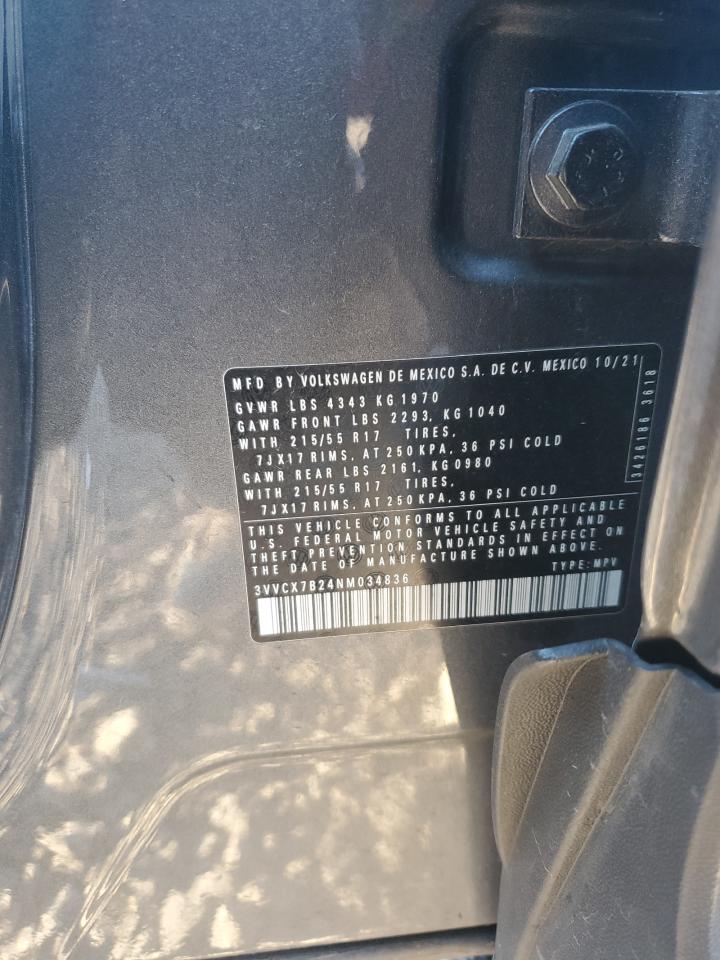 MFD BY VOLKSWAGEN DE MEXICO S.A. DE C.V. MEXICO 10/21
GVWR LBS 4343 KG 1970
GAWR FRONT LBS 2293, KG 1040
WITH 215/55 R17 TIRES,
7JX17 RIMS, AT 250 KPA, 36 PSI COLD
GAWR REAR LBS 2161, KG 0980
WITH 215/55 R17 TIRES,
7JX17 RIMS, AT 250 KPA, 36 PSI COLD
THIS VEHICLE CONFORMS TO ALL APPLICABLE
U.S. FEDERAL MOTOR VEHICLE SAFETY AND
THEFT PREVENTION STANDARDS IN EFFECT ON
THE DATE OF MANUFACTURE SHOWN ABOVE.
3VVCX7B24NM034836 TYPE: MPV
3426186 3618